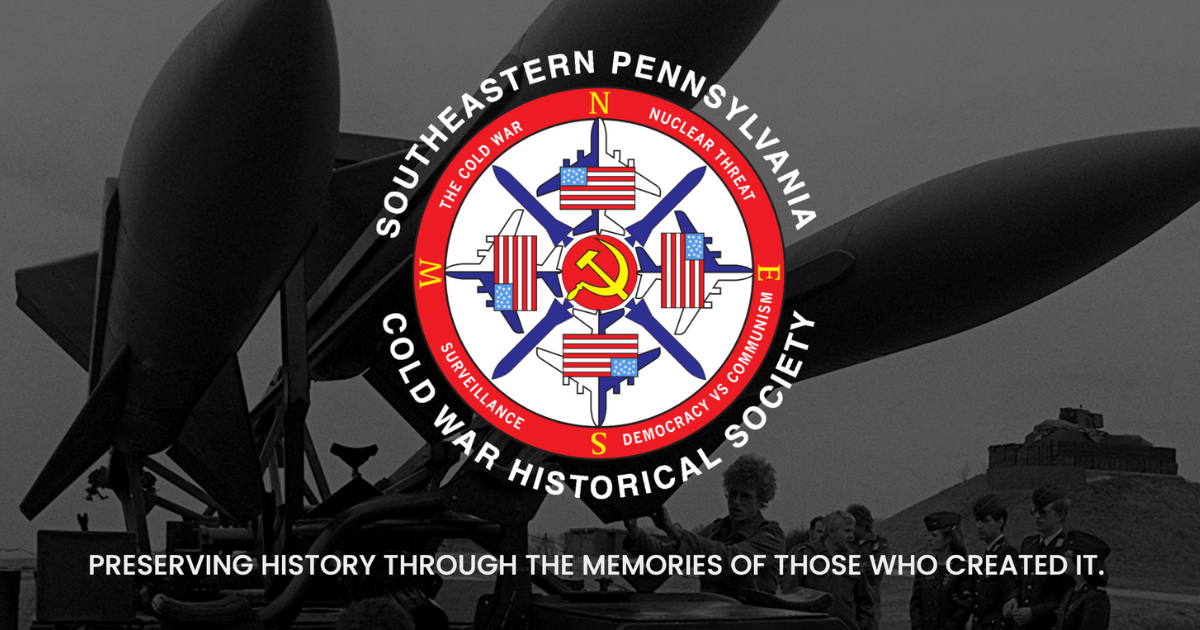 SOUTHEASTERN PENNSYLVANIA
N
THE COLD WAR
NUCLEAR THREAT
W
E
SURVEILLANCE
DEMOCRACY VS COMMUNISM
S
COLD WAR HISTORICAL SOCIETY
PRESERVING HISTORY THROUGH THE MEMORIES OF THOSE WHO CREATED IT.